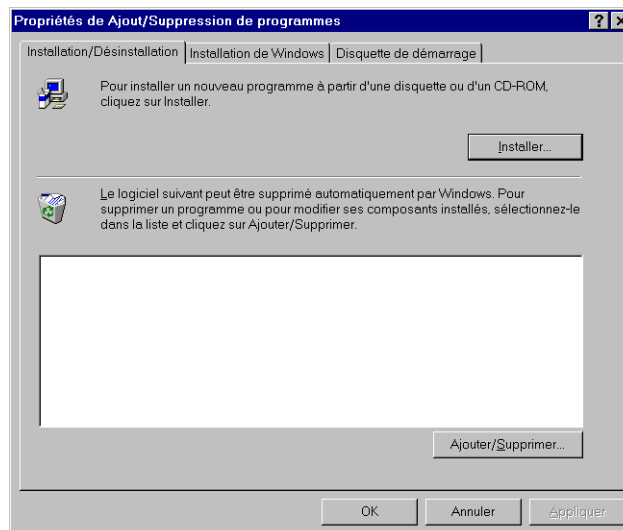 Propriétés de Ajout/Suppression de programmes
Installation/Désinstallation Installation de Windows Disquette de démarrage
Pour installer un nouveau programme à partir d'une disquette ou d'un CD-ROM,
cliquez sur Installer.
Installer...
Le logiciel suivant peut être supprimé automatiquement par Windows. Pour
supprimer un programme ou pour modifier ses composants installés, sélectionnez-le
dans la liste et cliquez sur Ajouter/Supprimer.
Ajouter/Supprimer...
OK Annuler Appliquer